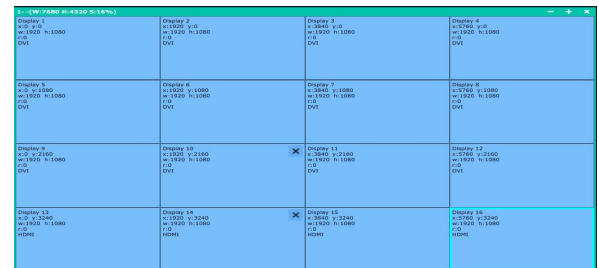 1--(W:7680 H:4320 S:16%)
Display 1
x:0 y:0
w:1920 h:1080
r:0
DVI
Display 2
x:1920 y:0
w:1920 h:1080
r:0
DVI
Display 3
x:3840 y:0
w:1920 h:1080
r:0
DVI
Display 4
x:5760 y:0
w:1920 h:1080
r:0
DVI
Display 5
x:0 y:1080
w:1920 h:1080
r:0
DVI
Display 6
x:1920 y:1080
w:1920 h:1080
r:0
DVI
Display 7
x:3840 y:1080
w:1920 h:1080
r:0
DVI
Display 8
x:5760 y:1080
w:1920 h:1080
r:0
DVI
Display 9
x:0 y:2160
w:1920 h:1080
r:0
DVI
Display 10
x:1920 y:2160
w:1920 h:1080
r:0
DVI
Display 11
x:3840 y:2160
w:1920 h:1080
r:0
DVI
Display 12
x:5760 y:2160
w:1920 h:1080
r:0
DVI
Display 13
x:0 y:3240
w:1920 h:1080
r:0
HDMI
Display 14
x:1920 y:3240
w:1920 h:1080
r:0
HDMI
Display 15
x:3840 y:3240
w:1920 h:1080
r:0
HDMI
Display 16
x:5760 y:3240
w:1920 h:1080
r:0
HDMI